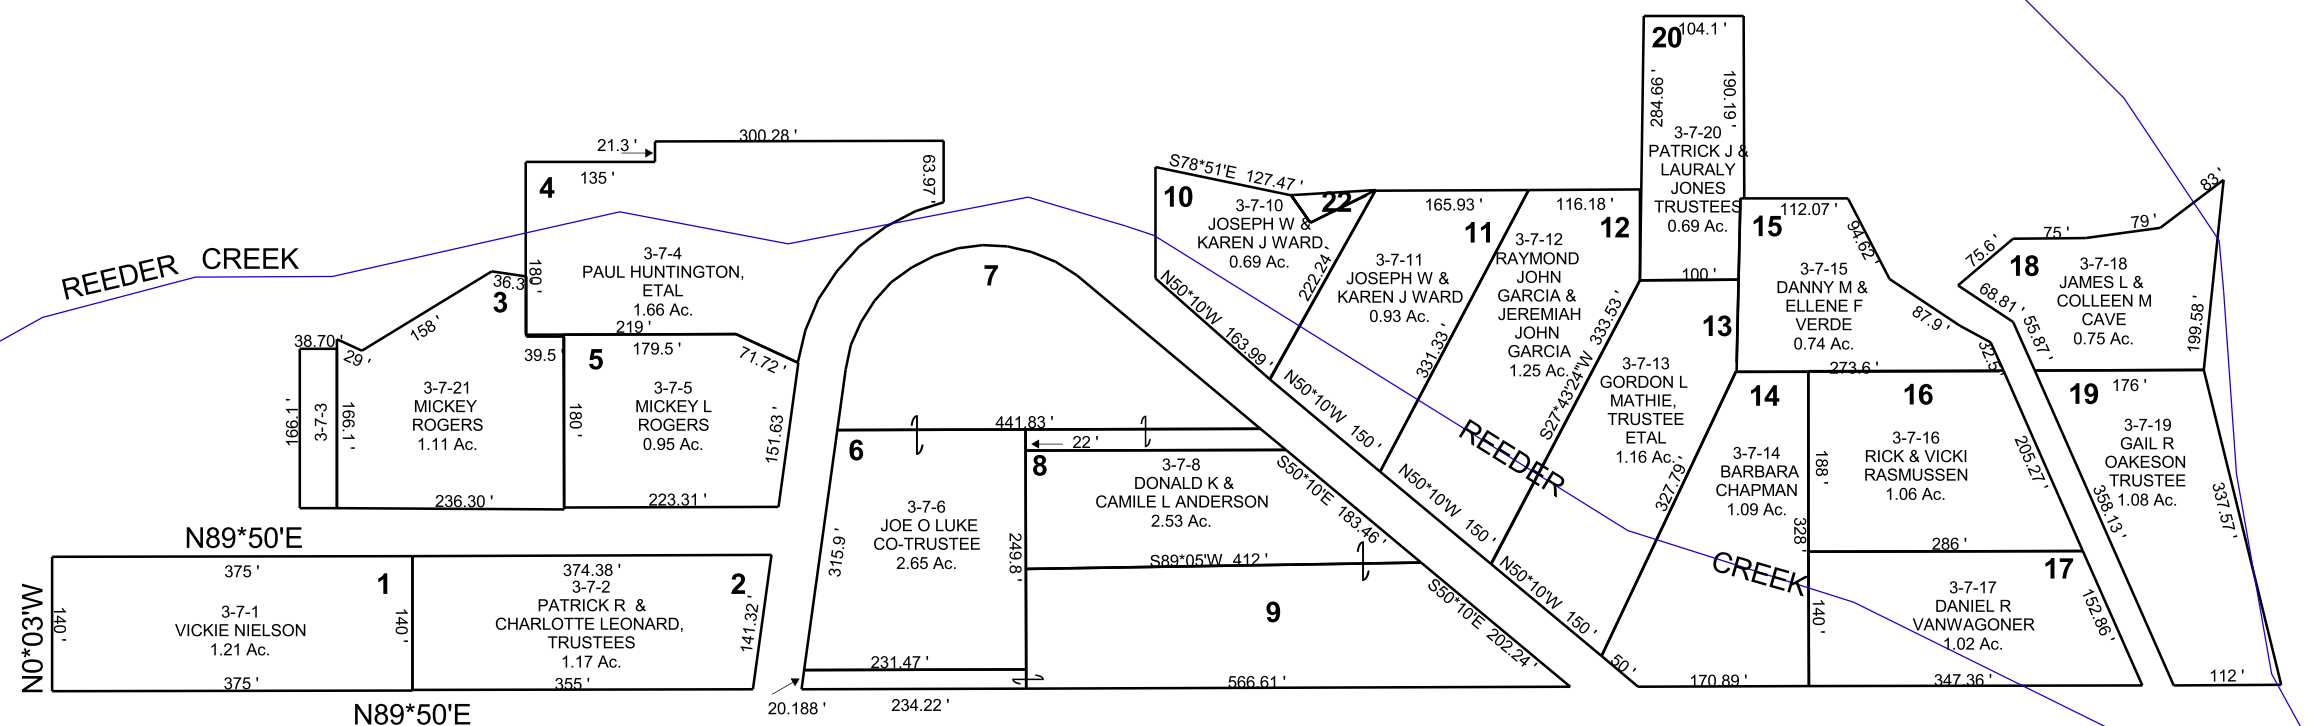 20
104.1 '
284.66 '
190.19 '
3-7-20
PATRICK J &
LAURALY
JONES
TRUSTEES
0.69 Ac.
100 '
21.3 '
300.28 '
63.97'
4
135 '
180 '
3-7-4
PAUL HUNTINGTON,
ETAL
1.66 Ac.
219 '
REEDER CREEK
36.3
3
158 '
38.70 '
29 '
39.5 '
166.1 '
3-7-3
166.1 '
3-7-21
MICKEY
ROGERS
1.11 Ac.
236.30 '
5
179.5 '
71.72 '
180 '
3-7-5
MICKEY L
ROGERS
0.95 Ac.
151.63 '
223.31 '
7
S78*51'E 127.47 '
10
22
3-7-10
JOSEPH W &
KAREN J WARD
0.69 Ac.
222.24 '
N50*10'W 163.99 '
165.93 '
11
3-7-11
JOSEPH W &
KAREN J WARD
0.93 Ac.
331.33 '
N50*10'W 150 '
116.18 '
12
3-7-12
RAYMOND
JOHN
GARCIA &
JEREMIAH
JOHN
GARCIA
1.25 Ac.
S27*43'24"W 333.53 '
N50*10'W 150 '
13
3-7-13
GORDON L
MATHIE,
TRUSTEE
ETAL
1.16 Ac.
327.79 '
N50*10'W 150 '
50 '
112.07 '
15
94.62 '
3-7-15
DANNY M &
ELLENE F
VERDE
0.74 Ac.
87.9 '
32.5 '
273.6 '
75.6 '
75 '
79 '
83 '
18
3-7-18
JAMES L &
COLLEEN M
CAVE
0.75 Ac.
68.81 '
55.87 '
199.58 '
176 '
14
3-7-14
BARBARA
CHAPMAN
1.09 Ac.
188 '
328 '
170.89 '
16
3-7-16
RICK & VICKI
RASMUSSEN
1.06 Ac.
205.27'
286 '
17
3-7-17
DANIEL R
VANWAGONER
1.02 Ac.
140 '
152.86 '
347.36 '
19
3-7-19
GAIL R
OAKESON
TRUSTEE
1.08 Ac.
358.13 '
337.57 '
112 '
REEDER
CREEK
441.83 '
6
22 '
8
3-7-6
JOE O LUKE
CO-TRUSTEE
2.65 Ac.
315.9 '
249.8 '
231.47 '
20.188 '
234.22 '
3-7-8
DONALD K &
CAMILE L ANDERSON
2.53 Ac.
S50*10'E 183.46 '
S89*05'W 412 '
9
S50*10'E 202.24 '
566.61 '
N89*50'E
N0*03'W
375 '
1
140 '
3-7-1
VICKIE NIELSON
1.21 Ac.
140 '
375 '
374.38 '
2
3-7-2
PATRICK R &
CHARLOTTE LEONARD,
TRUSTEES
1.17 Ac.
141.32 '
355 '
N89*50'E